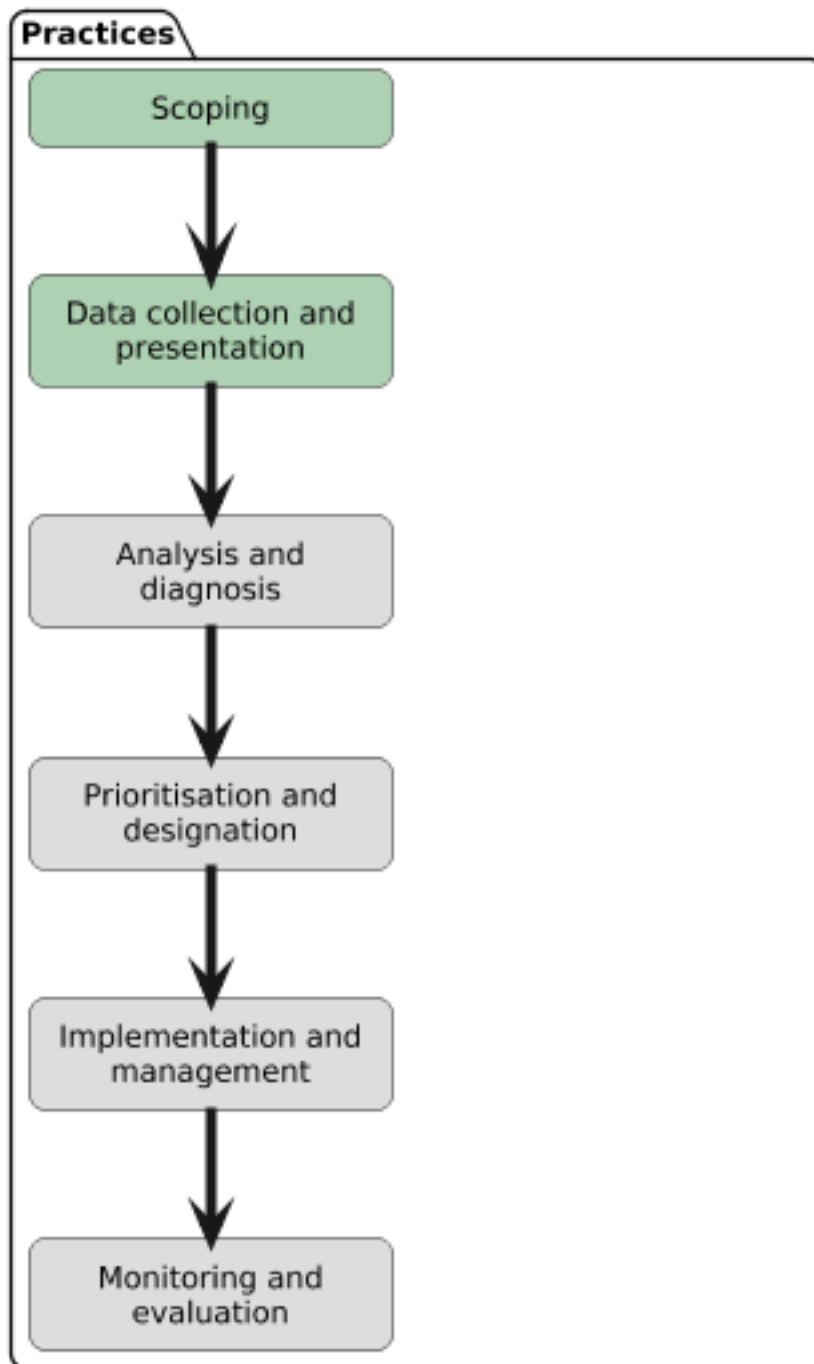 Practices
Scoping
Data collection and
presentation
Analysis and
diagnosis
Prioritisation and
designation
Implementation and
management
Monitoring and
evaluation